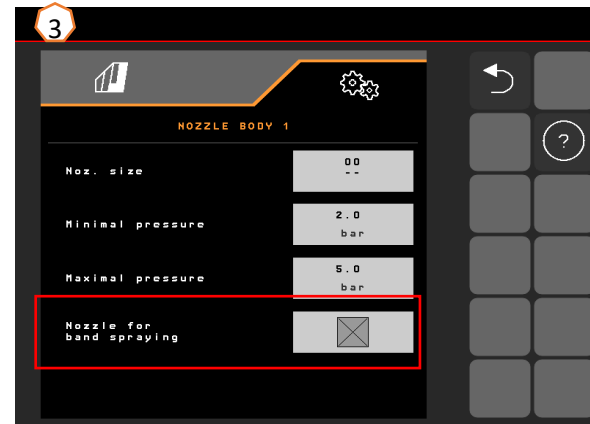 3
NOZZLE BODY 1
Noz. size
00
--
Minimal pressure
2.0
bar
?
Maximal pressure
5.0
bar
Nozzle for
band spraying